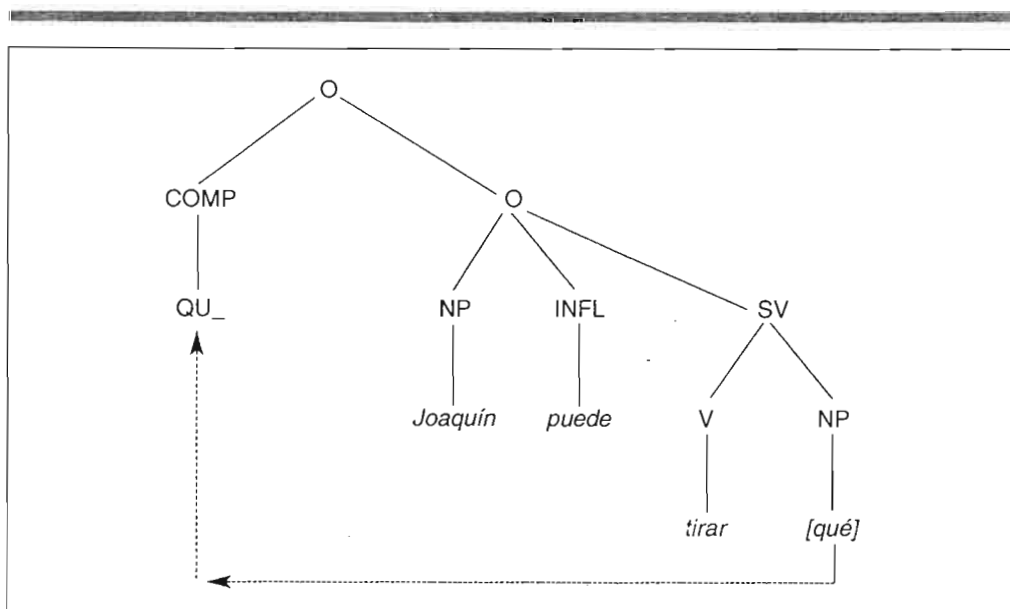 O
COMP O
QU_ NP INFL SV
Joaquín puede V NP
tirar [qué]